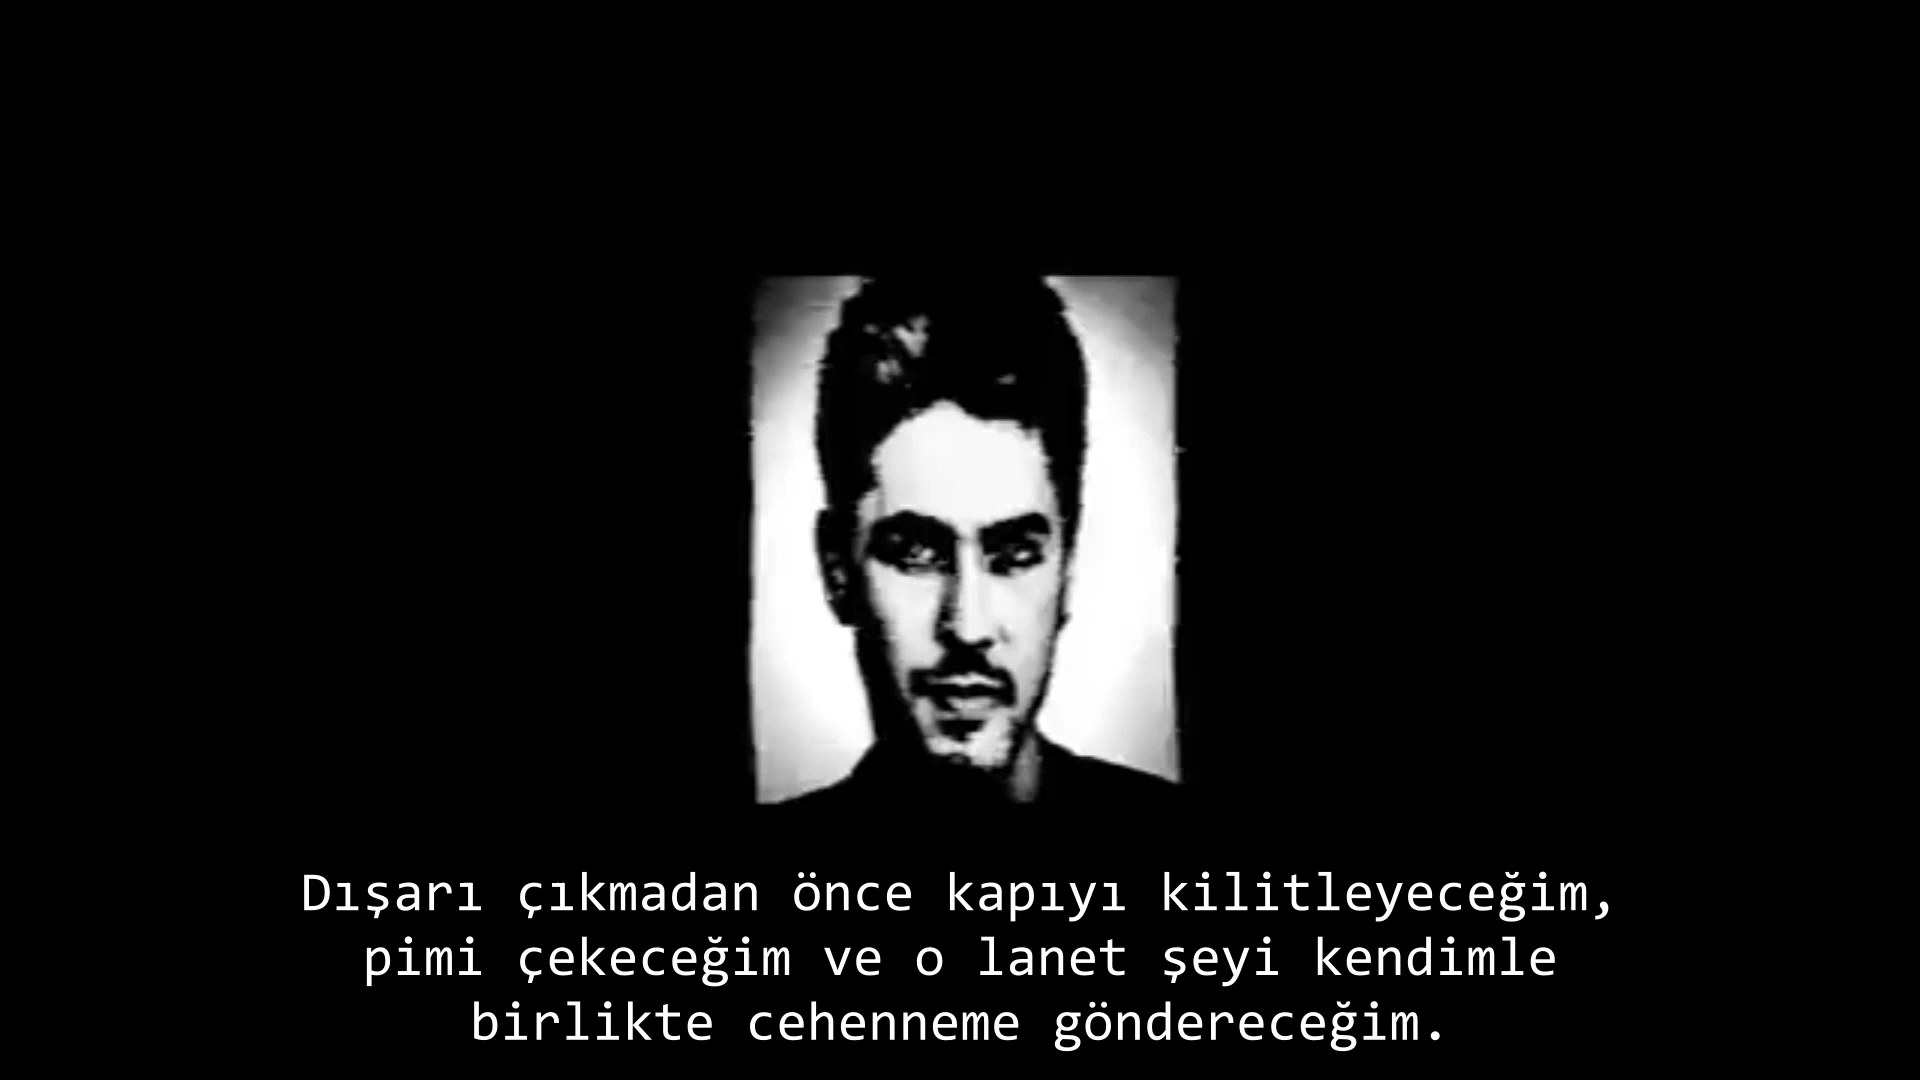 Dışarı çıkmadan önce kapıyı kilitleyeceğim,
pimi çekeceğim ve o lanet şeyi kendimle
birlikte cehenneme göndereceğim.